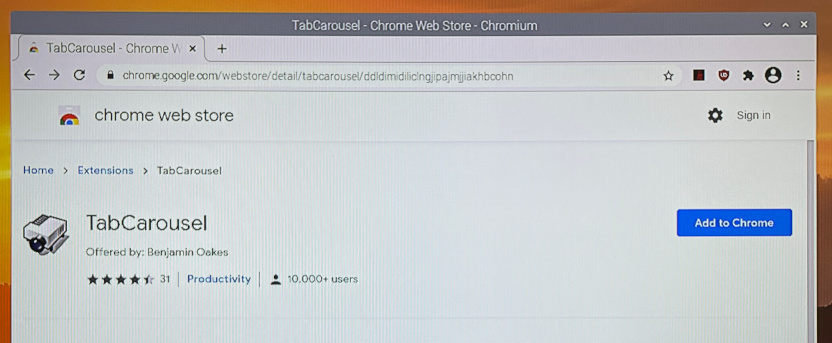 TabCarousel - Chrome Web Store - Chromium
TabCarousel - Chrome W
chrome.google.com/webstore/detail/tabcarousel/ddldimidiliclngjjipajmjjiakhbcohn
chrome web store
Sign in
Home > Extensions > TabCarousel
TabCarousel
Add to Chrome
Offered by: Benjamin Oakes
31 | Productivity | 10,000+ users